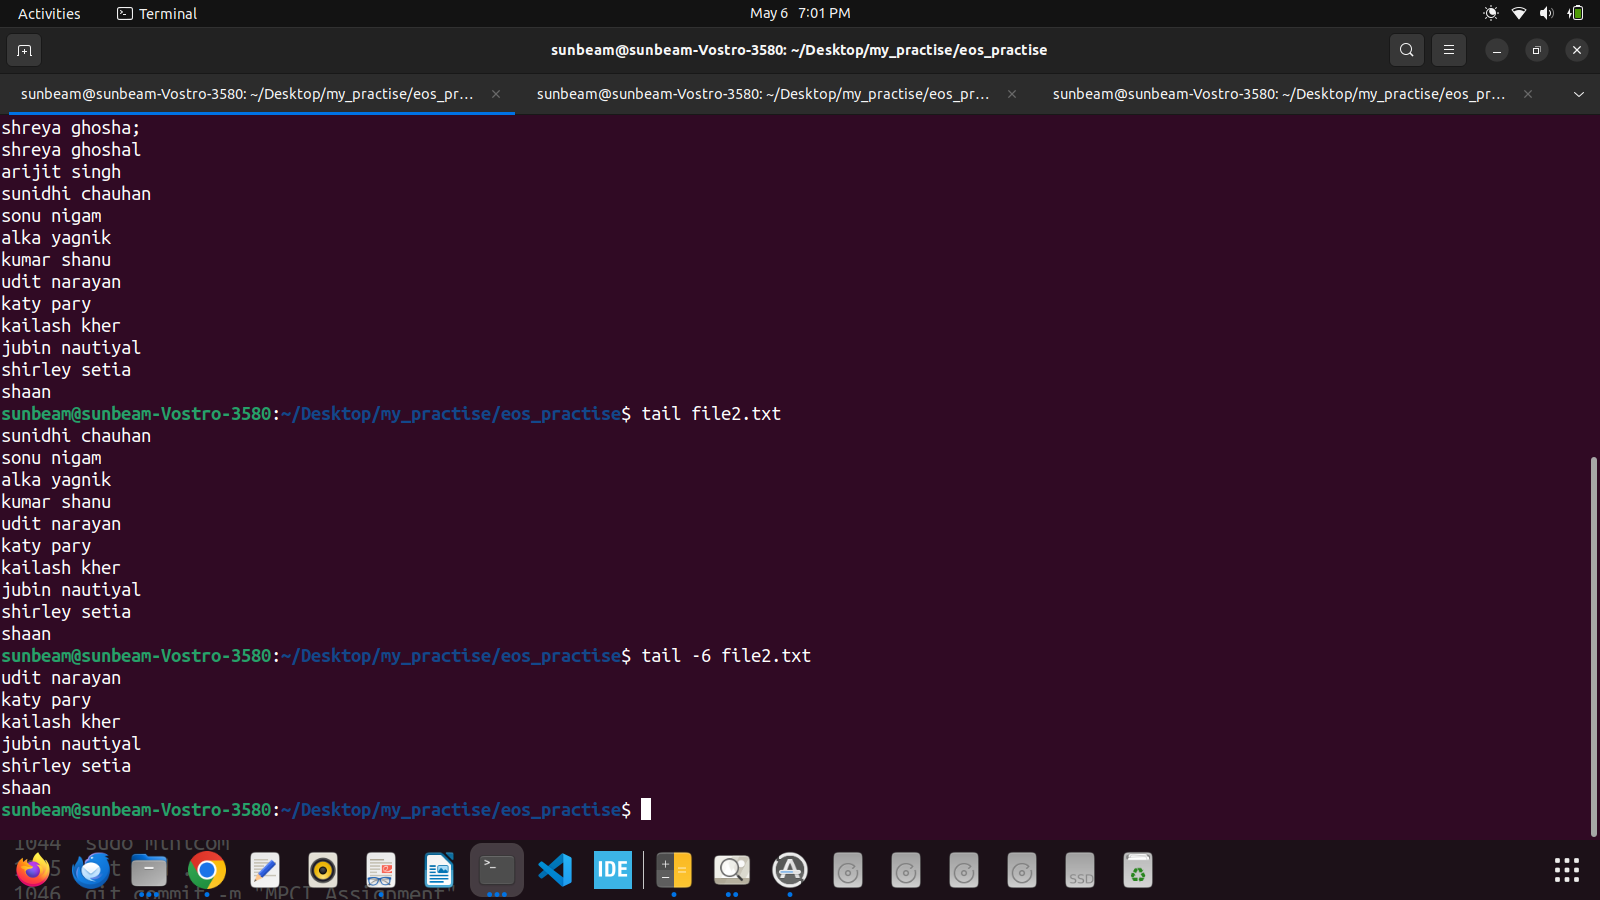 Activities Terminal May 6 7:01 PM
sunbeam@sunbeam-Vostro-3580: ~/Desktop/my_practise/eos_practise
sunbeam@sunbeam-Vostro-3580: ~/Desktop/my_practise/eos_pr... sunbeam@sunbeam-Vostro-3580: ~/Desktop/my_practise/eos_pr... sunbeam@sunbeam-Vostro-3580: ~/Desktop/my_practise/eos_pr...
shreya ghosha;
shreya ghoshal
arijit singh
sunidhi chauhan
sonu nigam
alka yagnik
kumar shanu
udit narayan
katy pary
kailash kher
jubin nautiyal
shirley setia
shaan
sunbeam@sunbeam-Vostro-3580:~/Desktop/my_practise/eos_practise$ tail file2.txt
sunidhi chauhan
sonu nigam
alka yagnik
kumar shanu
udit narayan
katy pary
kailash kher
jubin nautiyal
shirley setia
shaan
sunbeam@sunbeam-Vostro-3580:~/Desktop/my_practise/eos_practise$ tail -6 file2.txt
udit narayan
katy pary
kailash kher
jubin nautiyal
shirley setia
shaan
sunbeam@sunbeam-Vostro-3580:~/Desktop/my_practise/eos_practise$
1044 sudo minicom
IDE
SSD
1046 git commit -m "MPCI Assignment"